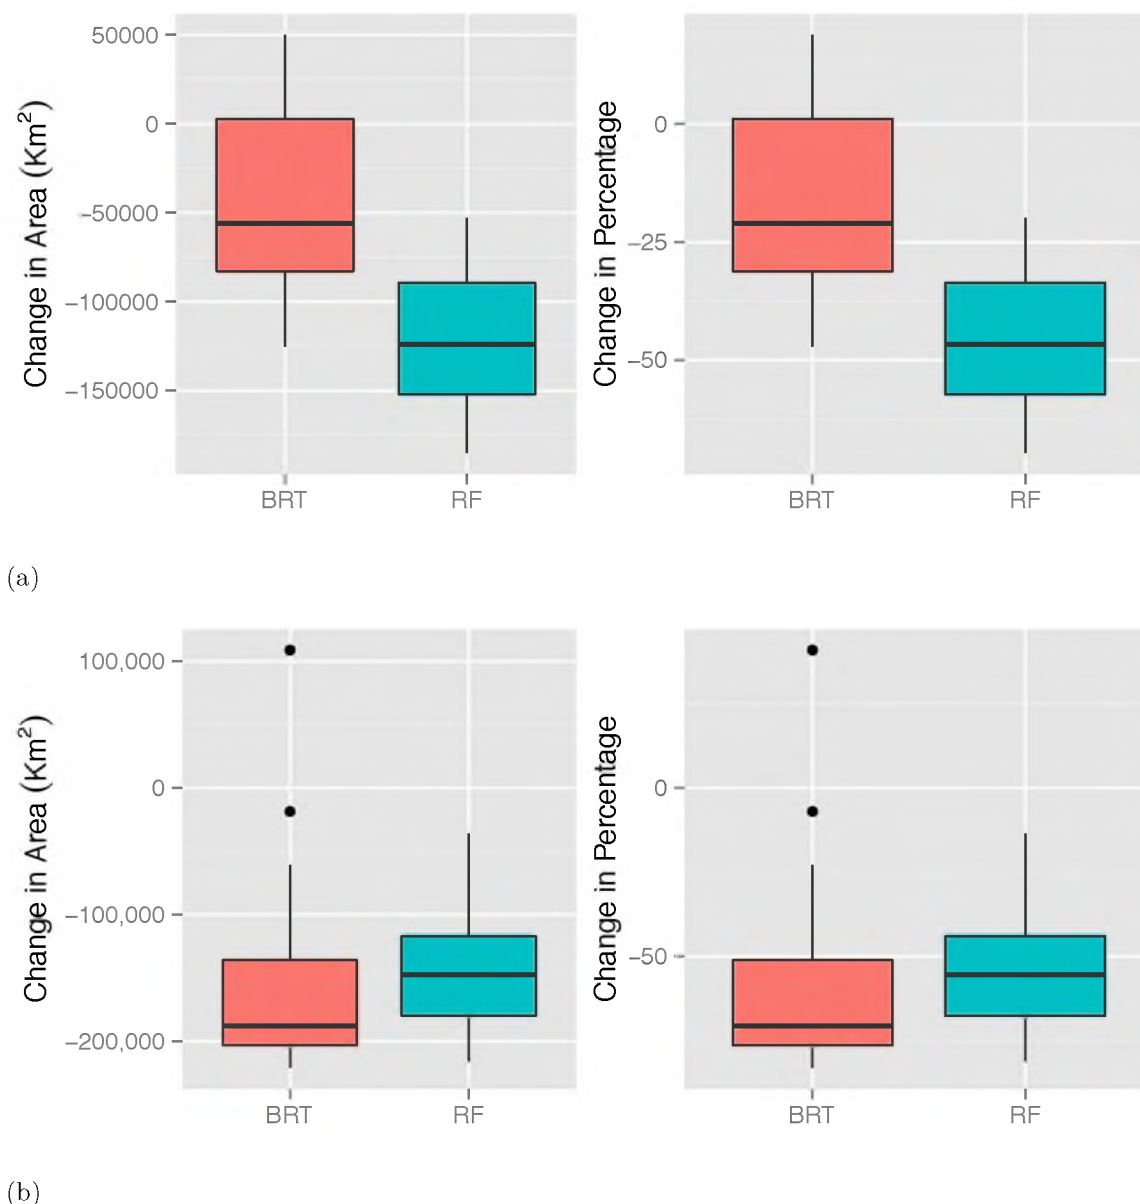 Change in Area (Km²)
50000
0
−50000
−100000
−150000
BRT RF
Change in Percentage
0
−25
−50
BRT RF
(a)
Change in Area (Km²)
100,000
0
−100,000
−200,000
BRT RF
Change in Percentage
0
−50
BRT RF
(b)